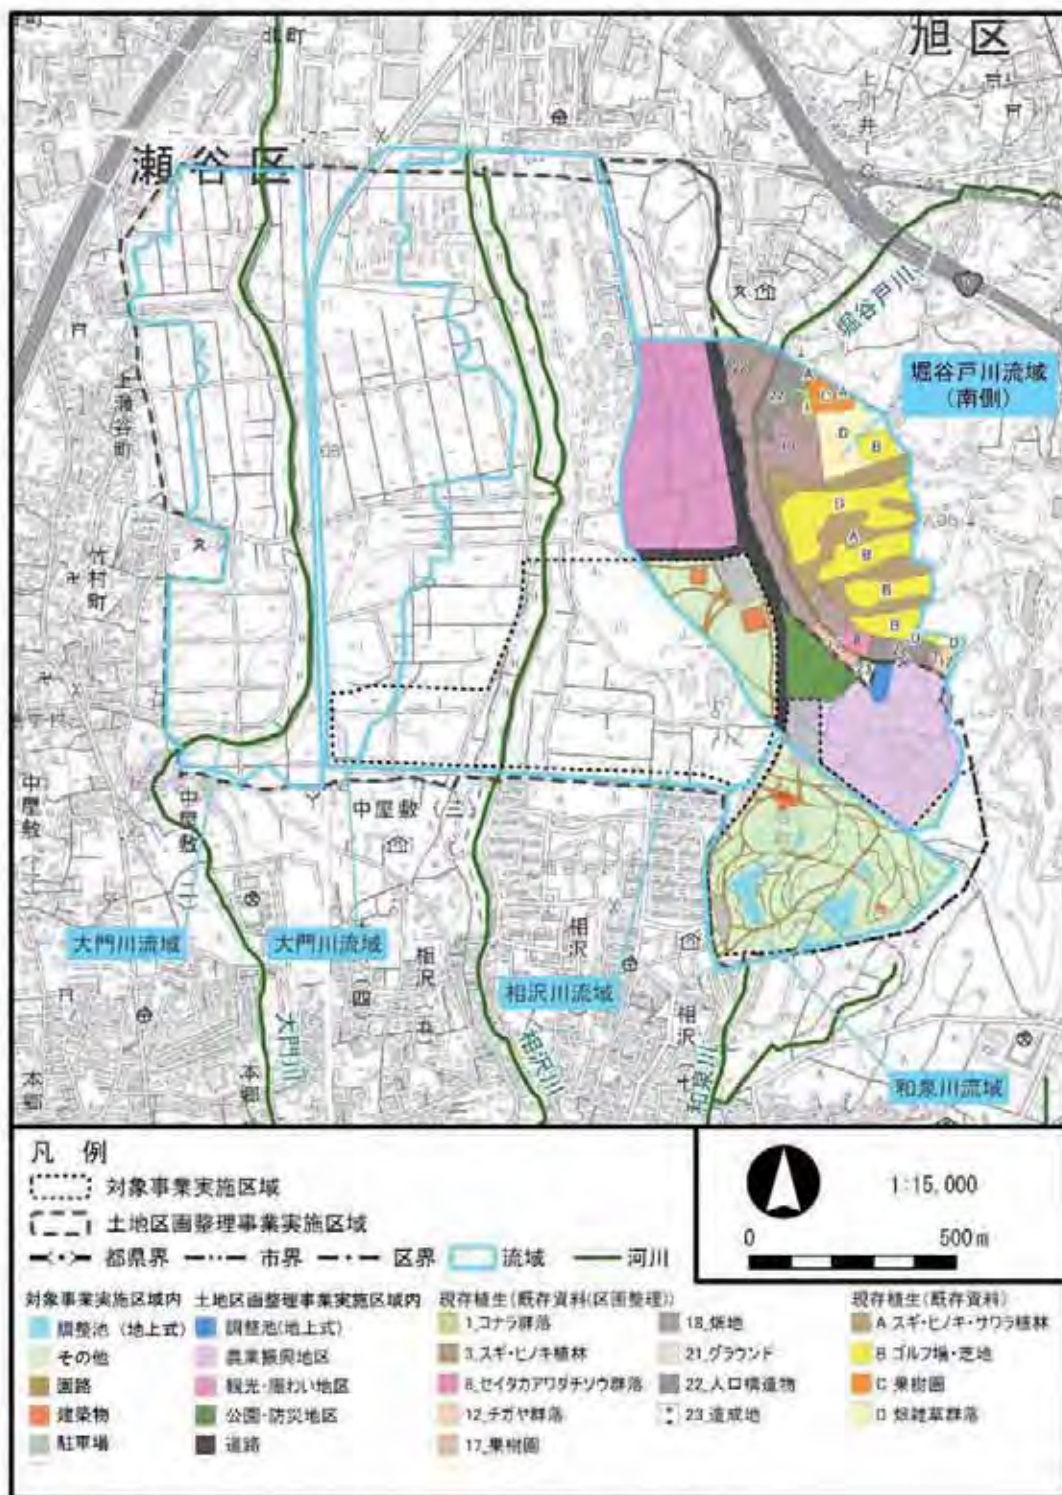 旭区
瀬谷区
北町
上川井
堀谷戸川
堀谷戸川流域
(南側)
上瀬谷町
竹村町
中屋敷
中屋敷(二)
中屋敷(三)
大門川流域
大門川流域
相沢川流域
和泉川流域
(四)
相沢
相沢
相沢
大門川
相沢川
本郷
本郷
A
A
D
B
B
A
B
B
B
D
凡 例
対象事業実施区域
土地区画整理事業実施区域
都県界
市界
区界
流域
河川
1:15,000
0
500m
対象事業実施区域内
調整池(地上式)
その他
園路
建築物
駐車場
土地区画整理事業実施区域内
調整池(地上式)
農業振興地区
観光・賑わい地区
公園・防災地区
道路
現存植生(既存資料(区画整理))
1_コナラ群落
3_スギ・ヒノキ植林
8_セイタカアワダチソウ群落
12_チガヤ群落
17_果樹園
18_畑地
21_グラウンド
22_人口構造物
23_造成地
現存植生(既存資料)
A スギ・ヒノキ・サワラ植林
B ゴルフ場・芝地
C 果樹園
D 畑雑草群落